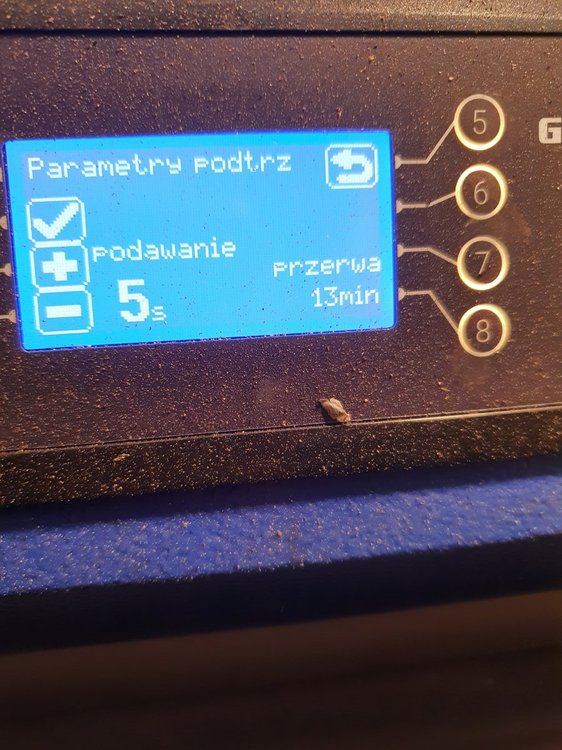 Parametry podtrz
podawanie
5s
przerwa
13min
5
6
7
8
G